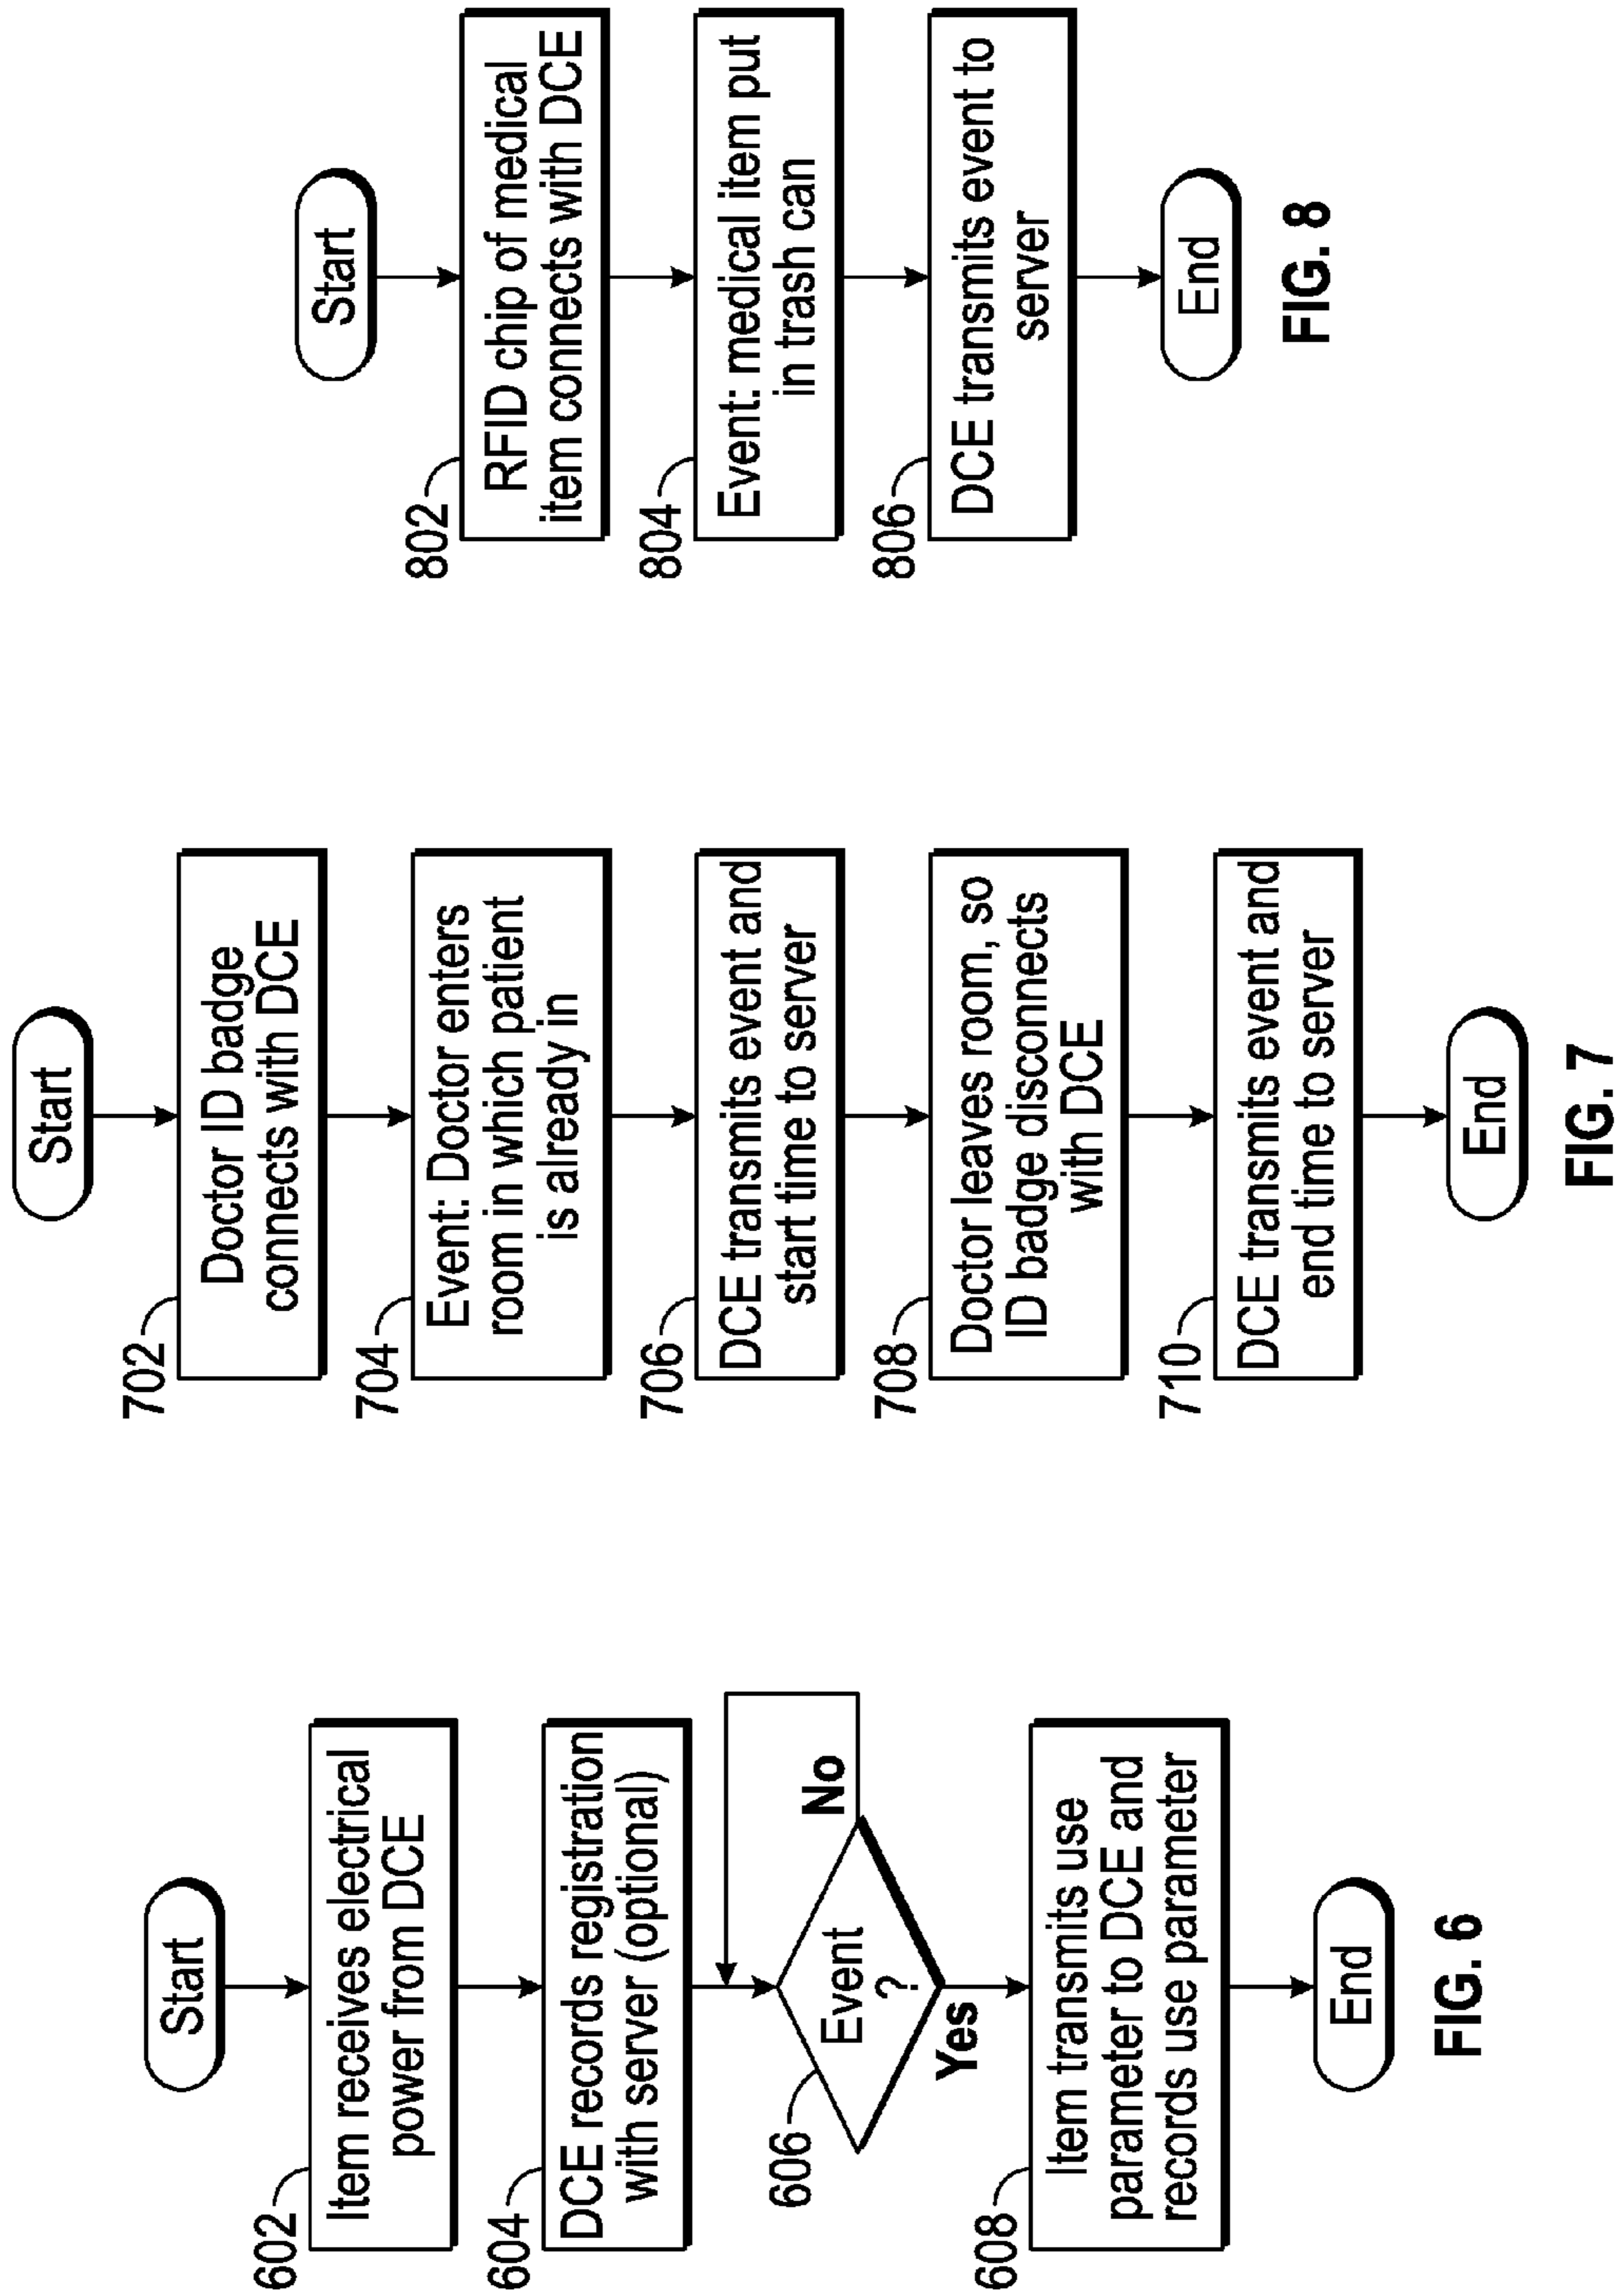 Start
602
Item receives electrical
power from DCE
604
DCE records registration
with server (optional)
606
Event
?
No
Yes
608
Item transmits use
parameter to DCE and
records use parameter
End
FIG. 6
Start
702
Doctor ID badge
connects with DCE
704
Event: Doctor enters
room in which patient
is already in
706
DCE transmits event and
start time to server
708
Doctor leaves room, so
ID badge disconnects
with DCE
710
DCE transmits event and
end time to server
End
FIG. 7
Start
802
RFID chip of medical
item connects with DCE
804
Event: medical item put
in trash can
806
DCE transmits event to
server
End
FIG. 8